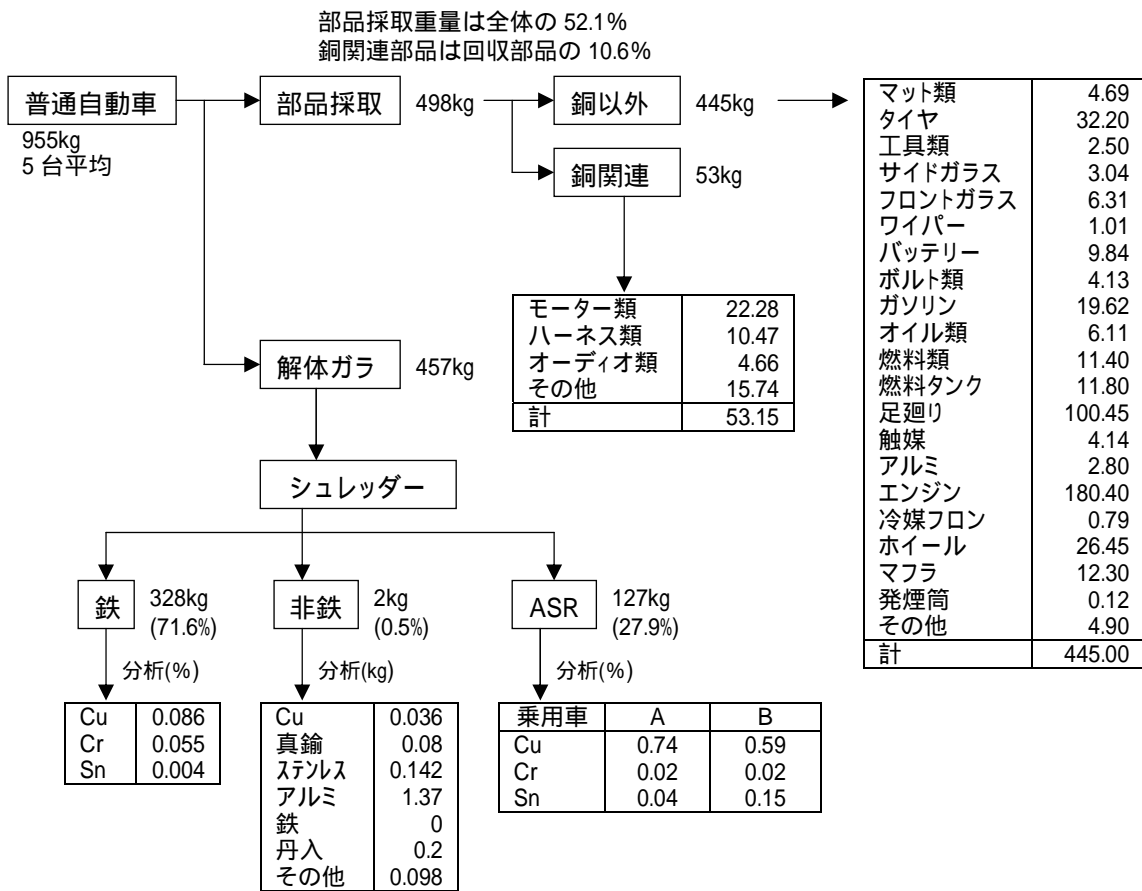 部品採取重量は全体の 52.1%
銅関連部品は回収部品の 10.6%
普通自動車
955kg
5 台平均
部品採取
498kg
銅以外
445kg
銅関連
53kg
マット類 4.69
タイヤ 32.20
工具類 2.50
サイドガラス 3.04
フロントガラス 6.31
ワイパー 1.01
バッテリー 9.84
ボルト類 4.13
ガソリン 19.62
オイル類 6.11
燃料類 11.40
燃料タンク 11.80
足廻り 100.45
触媒 4.14
アルミ 2.80
エンジン 180.40
冷媒フロン 0.79
ホイール 26.45
マフラ 12.30
発煙筒 0.12
その他 4.90
計 445.00
モーター類 22.28
ハーネス類 10.47
オーディオ類 4.66
その他 15.74
計 53.15
解体ガラ
457kg
シュレッダー
鉄
328kg
(71.6%)
分析(%)
Cu 0.086
Cr 0.055
Sn 0.004
非鉄
2kg
(0.5%)
分析(kg)
Cu 0.036
真鍮 0.08
ステンレス 0.142
アルミ 1.37
鉄 0
丹入 0.2
その他 0.098
ASR
127kg
(27.9%)
分析(%)
乗用車 A B
Cu 0.74 0.59
Cr 0.02 0.02
Sn 0.04 0.15